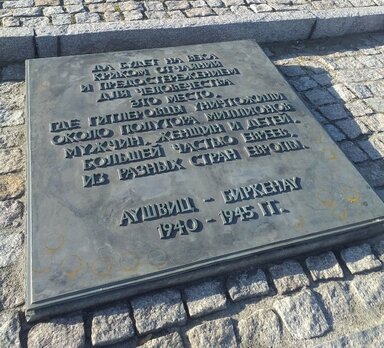 ДА БУДЕТ НА ВЕКА
КРИКОМ ОТЧАЯНИЯ
И ПРЕДОСТЕРЕЖЕНИЕМ
ДЛЯ ЧЕЛОВЕЧЕСТВА
ЭТО МЕСТО,
ГДЕ ГИТЛЕРОВЦЫ УНИЧТОЖИЛИ
ОКОЛО ПОЛУТОРА МИЛЛИОНОВ
МУЖЧИН, ЖЕНЩИН И ДЕТЕЙ,
БОЛЬШЕЙ ЧАСТЬЮ ЕВРЕЕВ,
ИЗ РАЗНЫХ СТРАН ЕВРОПЫ.
АУШВИЦ - БИРКЕНАУ
1940 - 1945 ГГ.